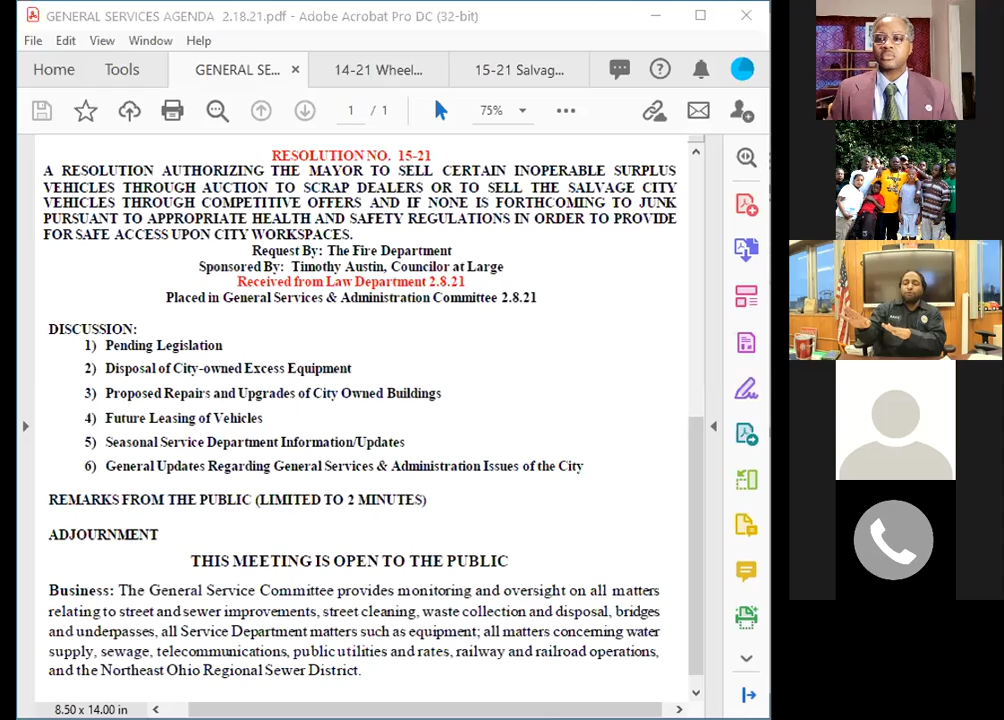 GENERAL SERVICES AGENDA 2.18.21.pdf - Adobe Acrobat Pro DC (32-bit)
File Edit View Window Help
Home Tools GENERAL SE... × 14-21 Wheel... 15-21 Salvag...
1 / 1 75%
RESOLUTION NO. 15-21
A RESOLUTION AUTHORIZING THE MAYOR TO SELL CERTAIN INOPERABLE SURPLUS
VEHICLES THROUGH AUCTION TO SCRAP DEALERS OR TO SELL THE SALVAGE CITY
VEHICLES THROUGH COMPETITIVE OFFERS AND IF NONE IS FORTHCOMING TO JUNK
PURSUANT TO APPROPRIATE HEALTH AND SAFETY REGULATIONS IN ORDER TO PROVIDE
FOR SAFE ACCESS UPON CITY WORKSPACES.
Request By: The Fire Department
Sponsored By: Timothy Austin, Councilor at Large
Received from Law Department 2.8.21
Placed in General Services & Administration Committee 2.8.21
DISCUSSION:
1) Pending Legislation
2) Disposal of City-owned Excess Equipment
3) Proposed Repairs and Upgrades of City Owned Buildings
4) Future Leasing of Vehicles
5) Seasonal Service Department Information/Updates
6) General Updates Regarding General Services & Administration Issues of the City
REMARKS FROM THE PUBLIC (LIMITED TO 2 MINUTES)
ADJOURNMENT
THIS MEETING IS OPEN TO THE PUBLIC
Business: The General Service Committee provides monitoring and oversight on all matters
relating to street and sewer improvements, street cleaning, waste collection and disposal, bridges
and underpasses, all Service Department matters such as equipment; all matters concerning water
supply, sewage, telecommunications, public utilities and rates, railway and railroad operations,
and the Northeast Ohio Regional Sewer District.
8.50 x 14.00 in